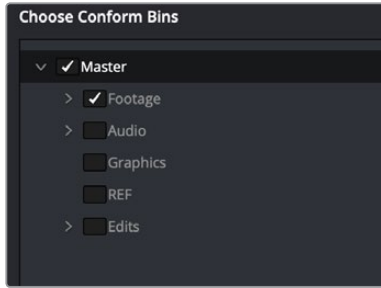 Choose Conform Bins
Master
Footage
Audio
Graphics
REF
Edits